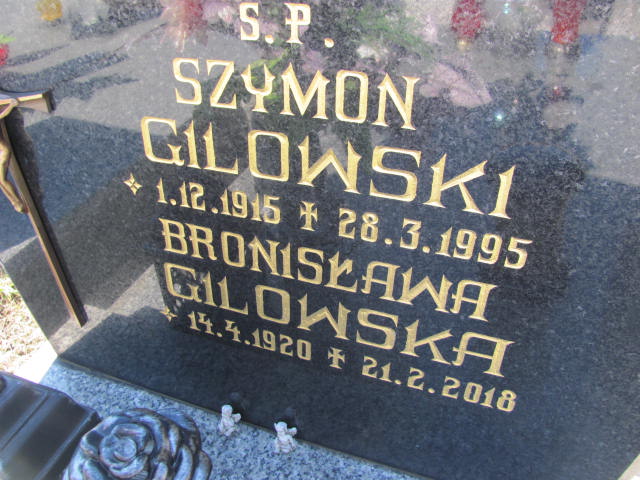 S.P.
SZYMON
GILOWSKI
1.12.1915 ✝ 28.3.1995
BRONISŁAWA
GILOWSKA
14.4.1920 ✝ 21.2.2018